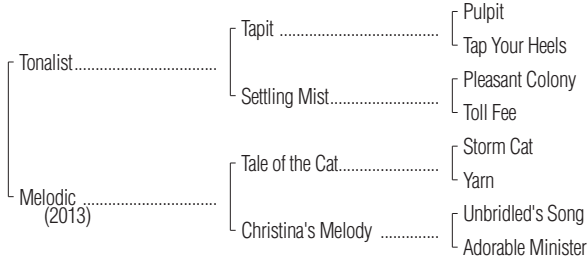 Pulpit
Tapit
Tap Your Heels
Tonalist
Pleasant Colony
Settling Mist
Toll Fee
Storm Cat
Tale of the Cat
Yarn
Melodic
(2013)
Unbridled's Song
Christina's Melody
Adorable Minister